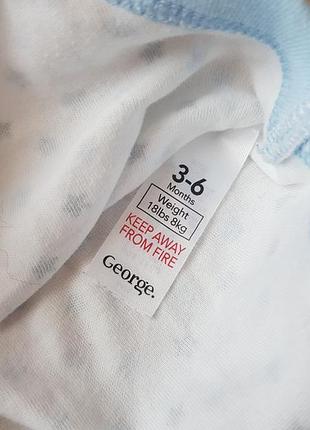 3-6
Months
Weight
18lbs 8kg
KEEP AWAY
FROM FIRE
George.